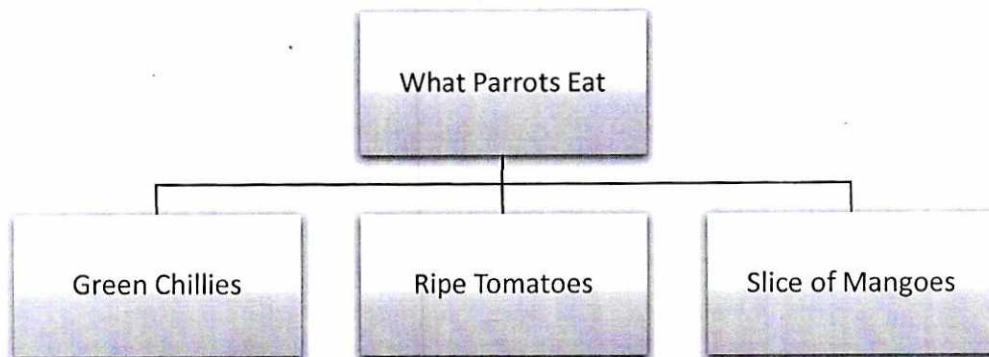 What Parrots Eat
Green Chillies
Ripe Tomatoes
Slice of Mangoes